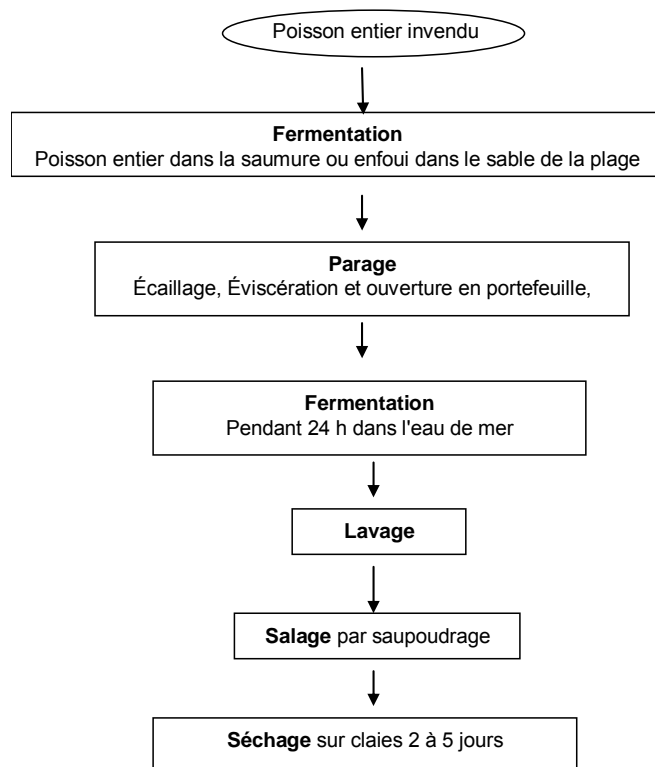 Poisson entier invendu
Fermentation
Poisson entier dans la saumure ou enfoui dans le sable de la plage
Parage
Écaillage, Éviscération et ouverture en portefeuille,
Fermentation
Pendant 24 h dans l'eau de mer
Lavage
Salage par saupoudrage
Séchage sur claies 2 à 5 jours